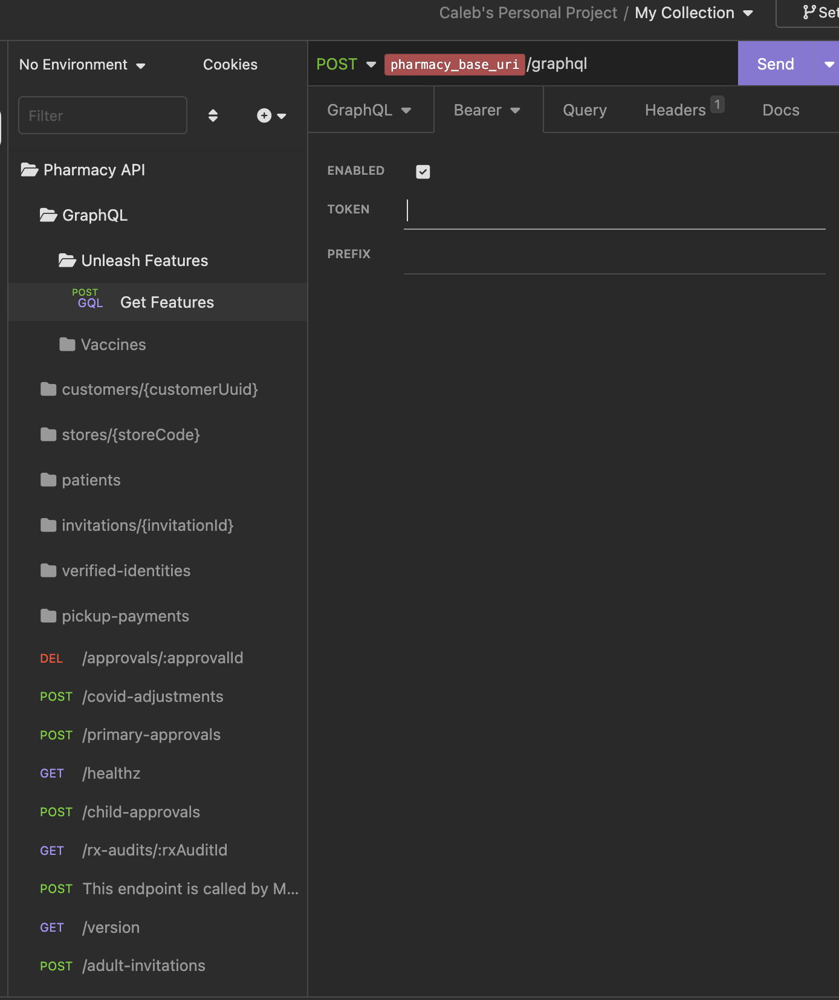 Caleb's Personal Project / My Collection
No Environment
Cookies
POST pharmacy_base_uri/graphql
Send
Filter
GraphQL
Bearer
Query
Headers 1
Docs
ENABLED
TOKEN
PREFIX
Pharmacy API
GraphQL
Unleash Features
POST
GQL
Get Features
Vaccines
customers/{customerUuid}
stores/{storeCode}
patients
invitations/{invitationId}
verified-identities
pickup-payments
DEL /approvals/:approvalId
POST /covid-adjustments
POST /primary-approvals
GET /healthz
POST /child-approvals
GET /rx-audits/:rxAuditId
POST This endpoint is called by M...
GET /version
POST /adult-invitations